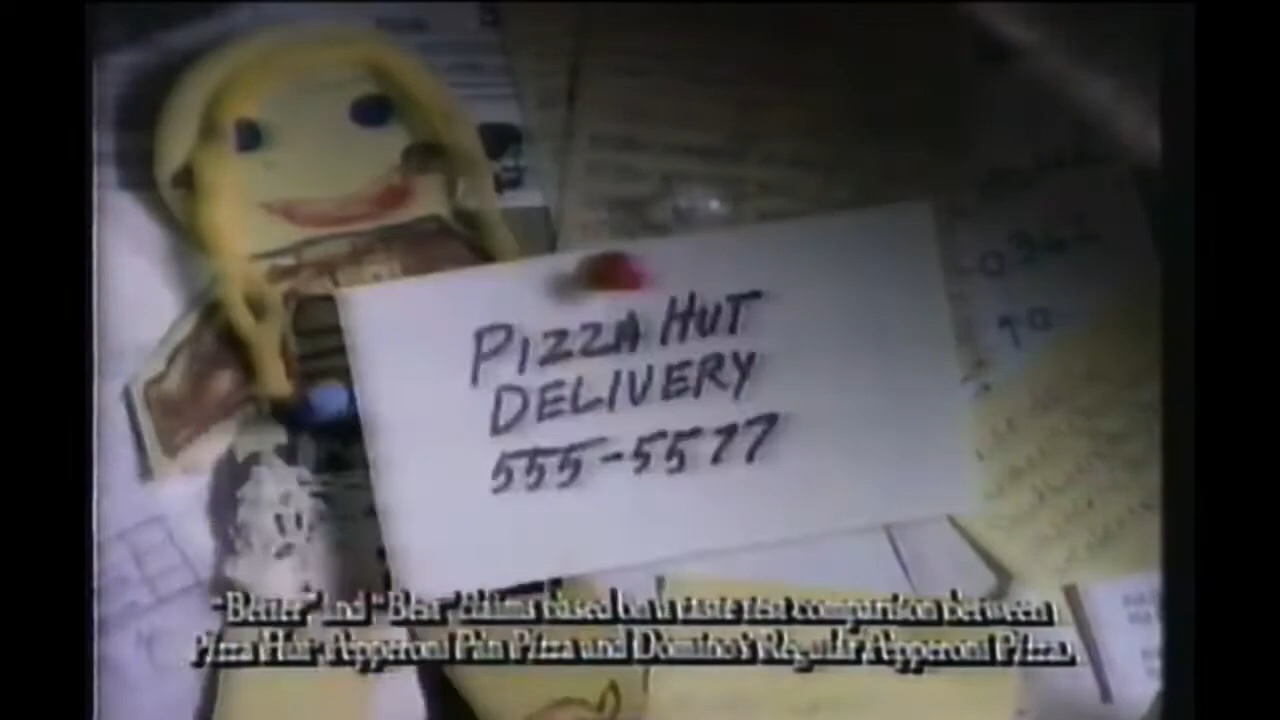 PIZZA HUT
DELIVERY
555-5577
"Better" and "Best" claims based on a taste test comparison between
Pizza Hut Pepperoni Pan Pizza and Domino's Regular Pepperoni Pizza.